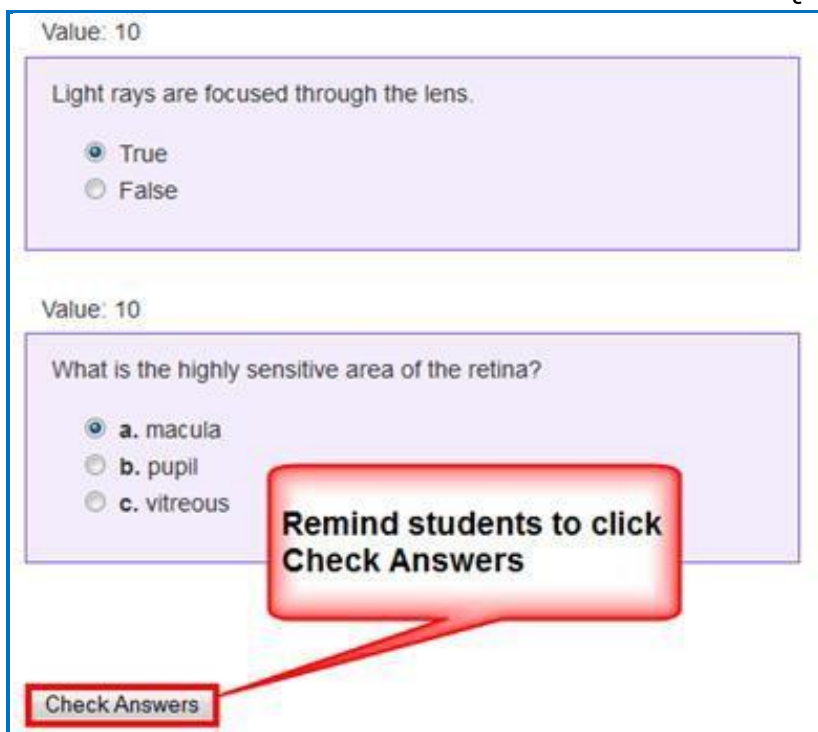 Value: 10
Light rays are focused through the lens.
True
False
Value: 10
What is the highly sensitive area of the retina?
a. macula
b. pupil
c. vitreous
Remind students to click
Check Answers
Check Answers